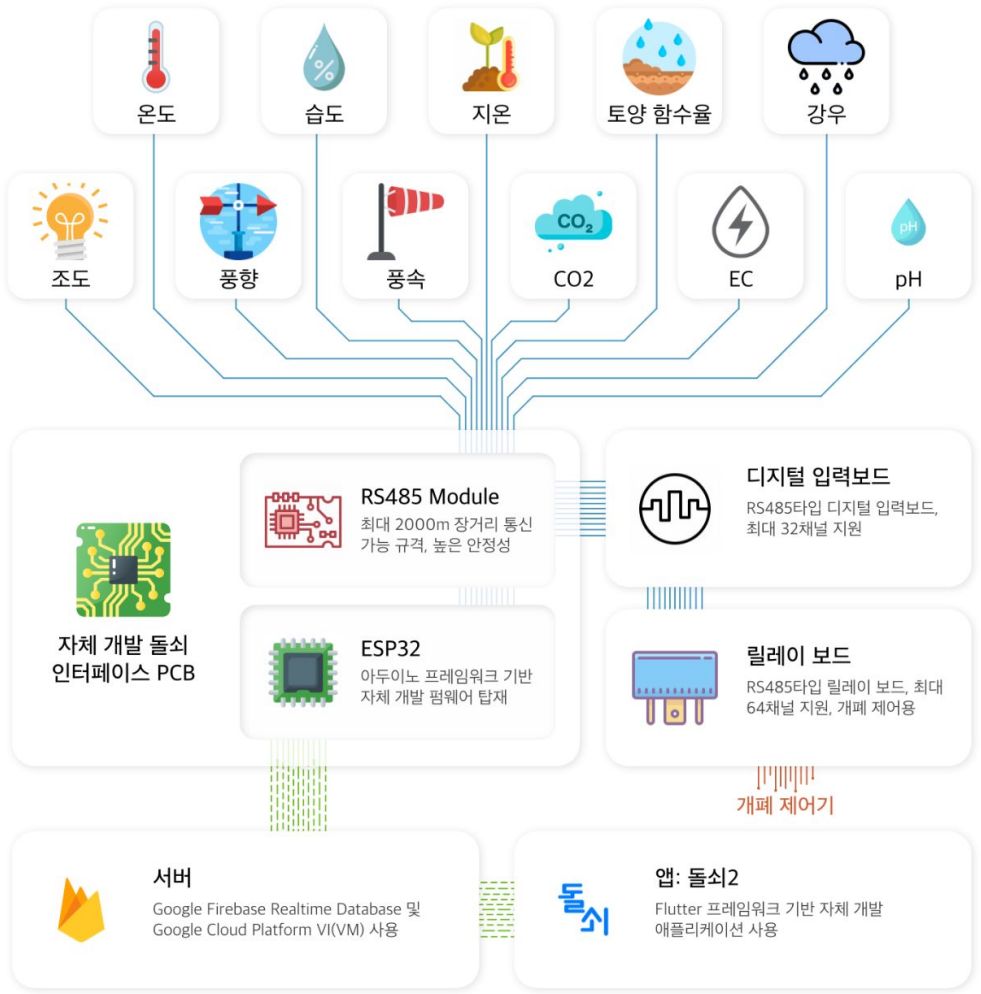 온도
습도
지온
토양 함수율
강우
조도
풍향
풍속
CO₂
CO2
EC
pH
pH
RS485 Module
최대 2000m 장거리 통신
가능 규격, 높은 안정성
디지털 입력보드
RS485타입 디지털 입력보드,
최대 32채널 지원
자체 개발 돌쇠
인터페이스 PCB
ESP32
아두이노 프레임워크 기반
자체 개발 펌웨어 탑재
릴레이 보드
RS485타입 릴레이 보드, 최대
64채널 지원, 개폐 제어용
개폐 제어기
서버
Google Firebase Realtime Database 및
Google Cloud Platform VI(VM) 사용
돌쇠
앱: 돌쇠2
Flutter 프레임워크 기반 자체 개발
애플리케이션 사용